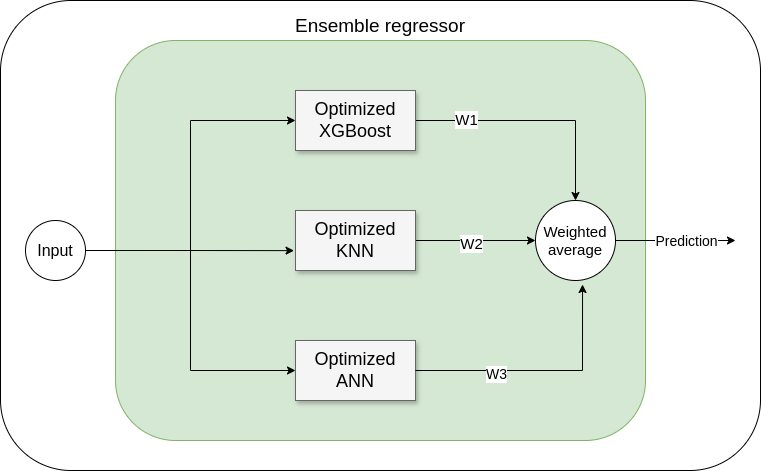 Ensemble regressor
Optimized
XGBoost
W1
Input
Optimized
KNN
W2
Weighted
average
Prediction
Optimized
ANN
W3